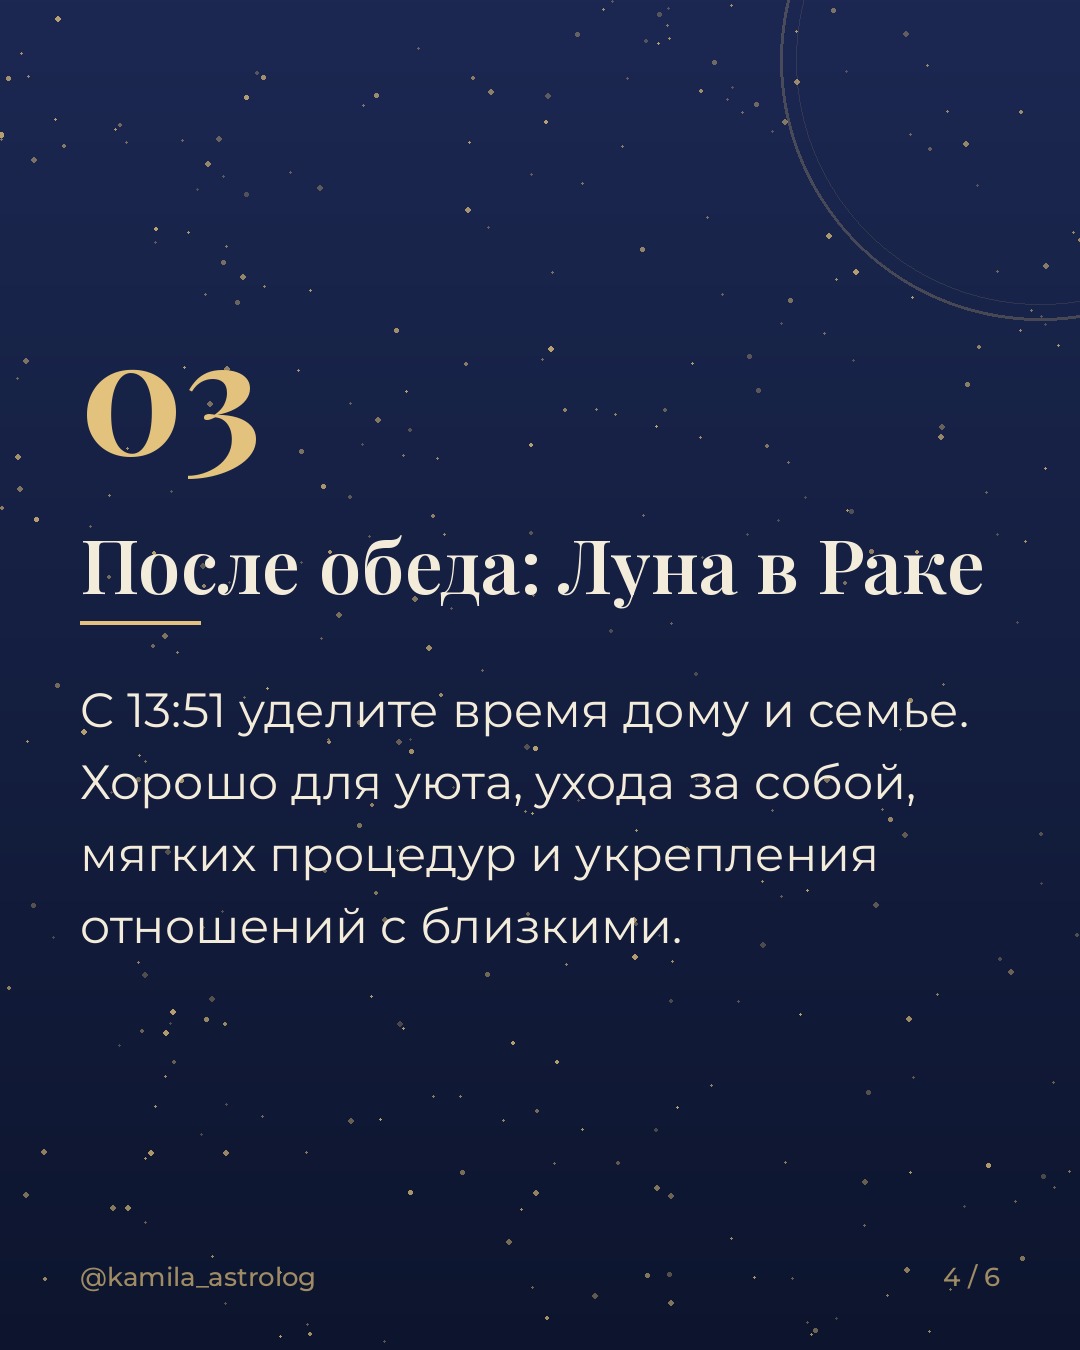 03
После обеда: Луна в Раке
С 13:51 уделите время дому и семье.
Хорошо для уюта, ухода за собой,
мягких процедур и укрепления
отношений с близкими.
@kamila_astrolog
4 / 6